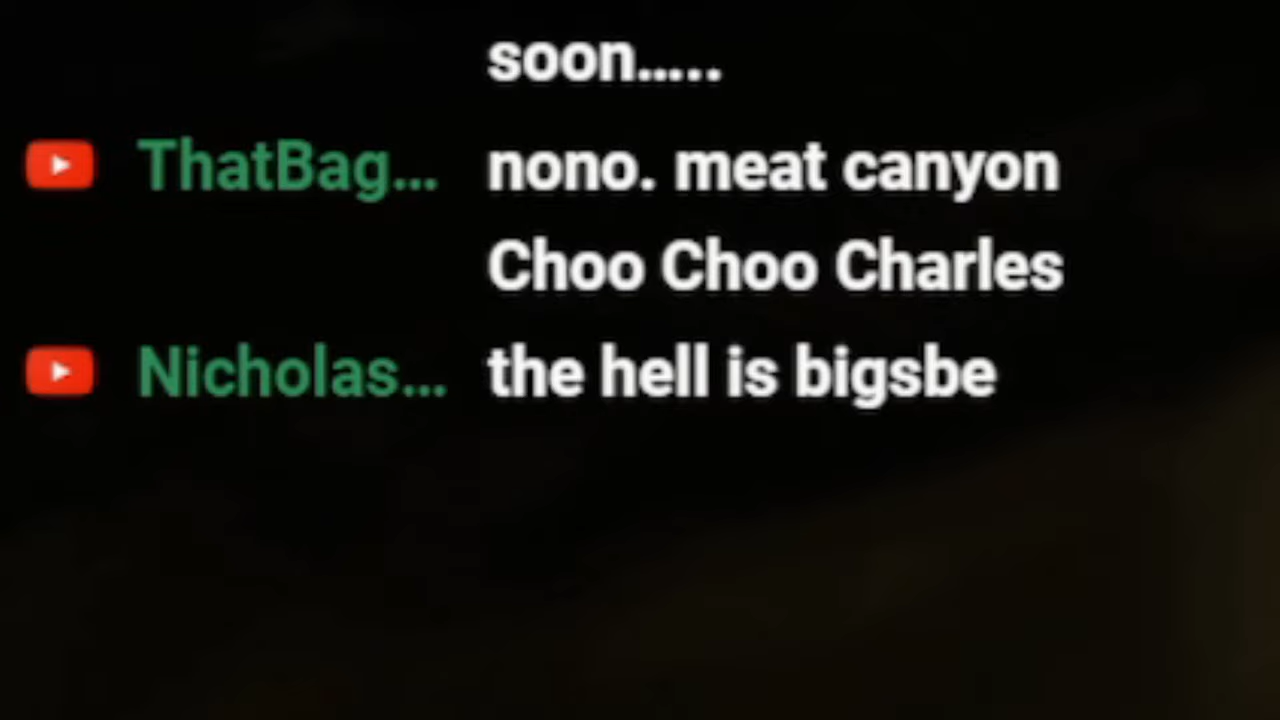 soon.....
ThatBag... nono. meat canyon
Choo Choo Charles
Nicholas... the hell is bigsbe